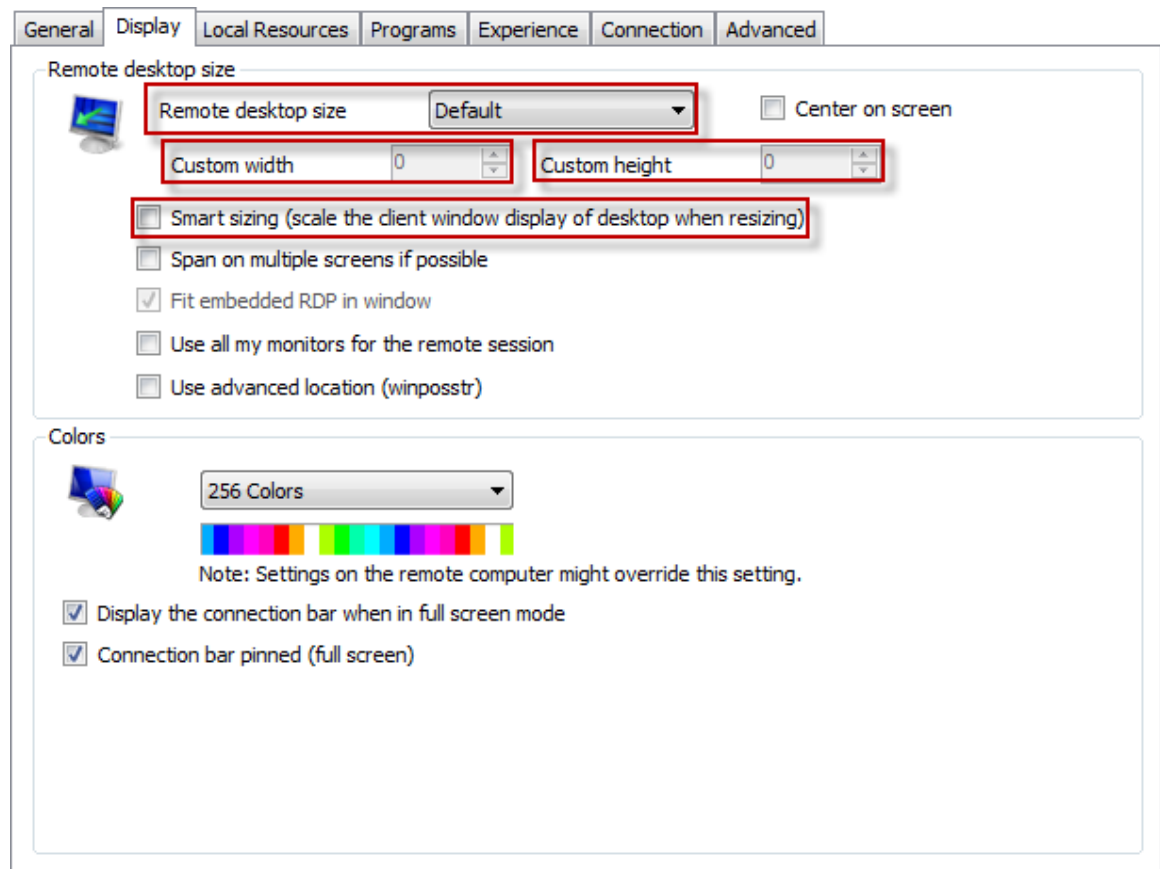 General Display Local Resources Programs Experience Connection Advanced
Remote desktop size
Remote desktop size Default Center on screen
Custom width 0 Custom height 0
Smart sizing (scale the client window display of desktop when resizing)
Span on multiple screens if possible
Fit embedded RDP in window
Use all my monitors for the remote session
Use advanced location (winposstr)
Colors
256 Colors
Note: Settings on the remote computer might override this setting.
Display the connection bar when in full screen mode
Connection bar pinned (full screen)